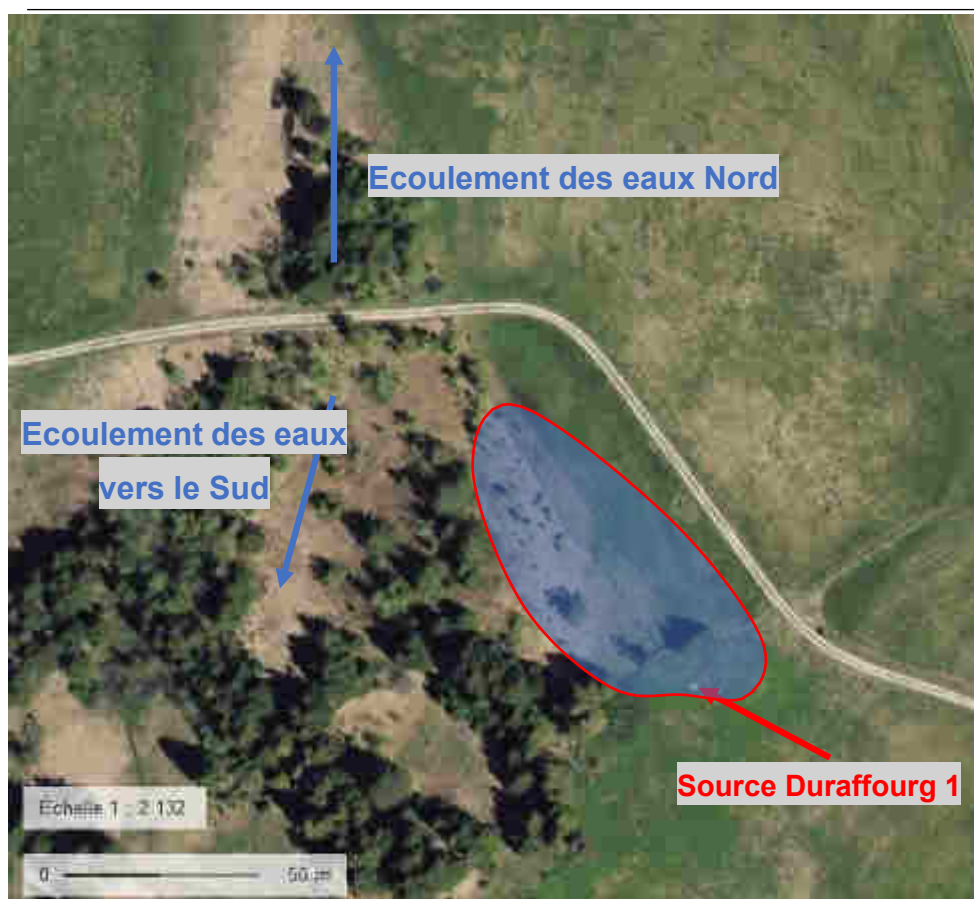 Ecoulement des eaux Nord
Ecoulement des eaux
vers le Sud
Source Duraffourg 1
Echelle 1 : 2 132
0 50 m